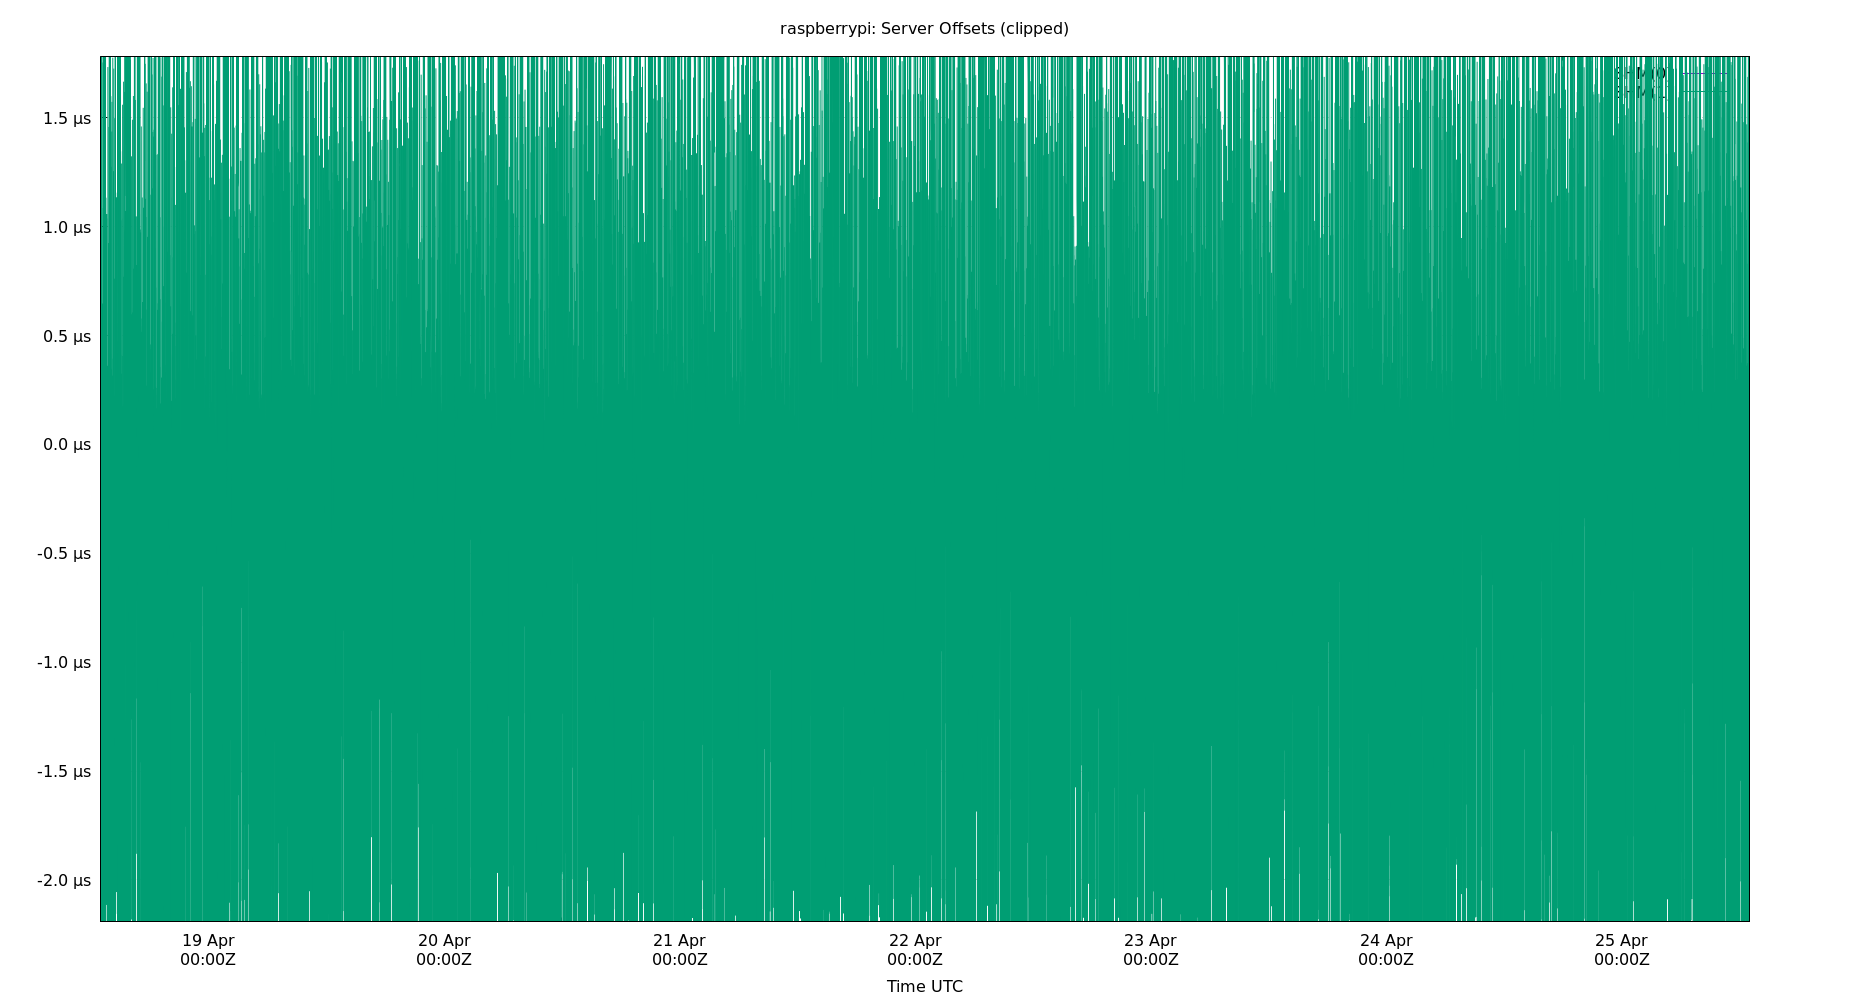 raspberrypi: Server Offsets (clipped)
1.5 µs
1.0 µs
0.5 µs
0.0 µs
-0.5 µs
-1.0 µs
-1.5 µs
-2.0 µs
19 Apr 20 Apr 21 Apr 22 Apr 23 Apr 24 Apr 25 Apr
00:00Z 00:00Z 00:00Z 00:00Z 00:00Z 00:00Z 00:00Z
Time UTC